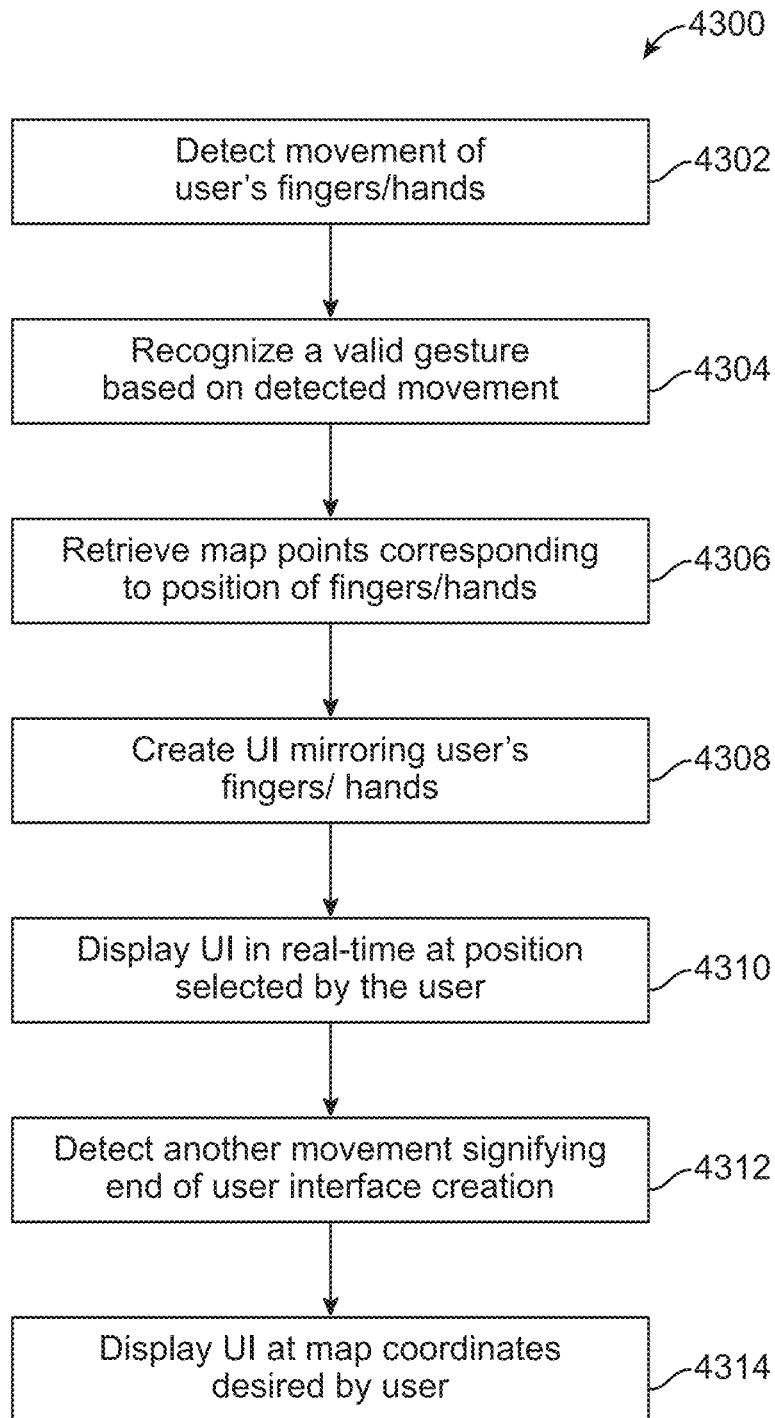 4300
Detect movement of
user's fingers/hands
4302
Recognize a valid gesture
based on detected movement
4304
Retrieve map points corresponding
to position of fingers/hands
4306
Create UI mirroring user's
fingers/ hands
4308
Display UI in real-time at position
selected by the user
4310
Detect another movement signifying
end of user interface creation
4312
Display UI at map coordinates
desired by user
4314